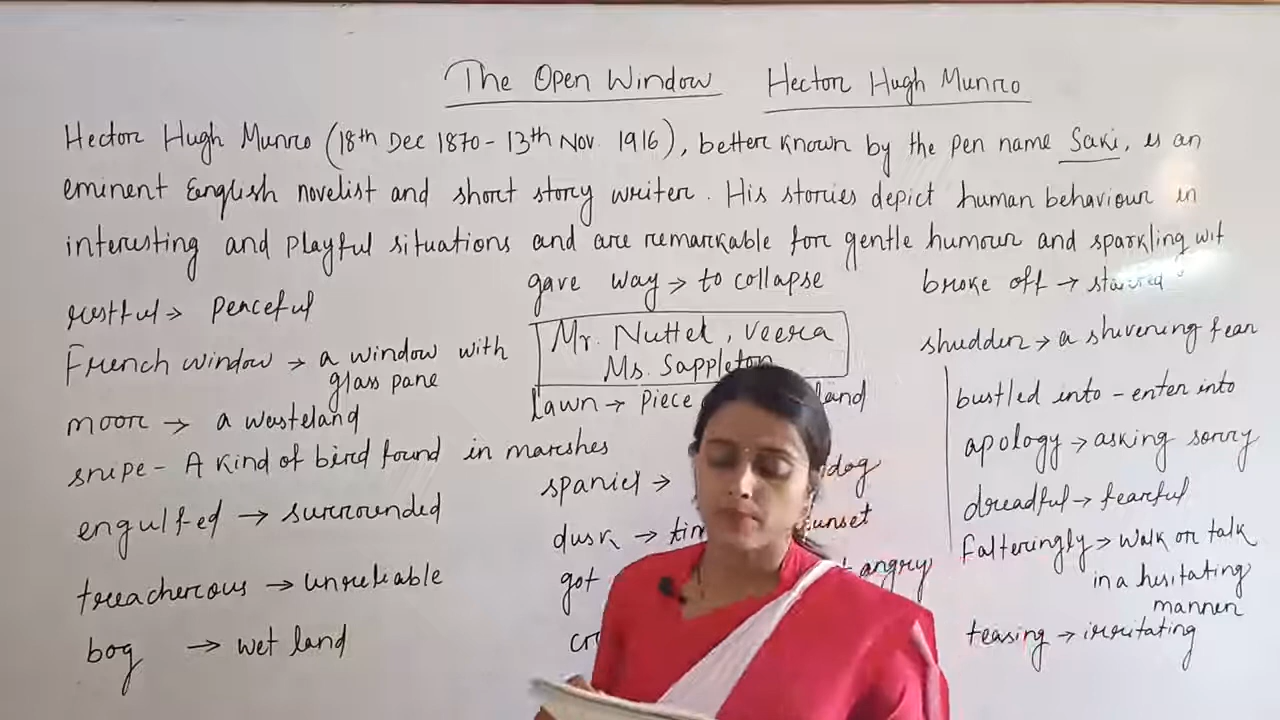 The Open Window Hector Hugh Munro
Hector Hugh Munro (18th Dec 1870 - 13th Nov. 1916), better known by the pen name Saki, is an
eminent English novelist and short story writer. His stories depict human behaviour in
interesting and playful situations and are remarkable for gentle humour and sparkling wit
restful → peaceful
French window → a window with
glass pane
moor → a wasteland
snipe - A kind of bird found in marshes
engulfed → surrounded
treacherous → unreliable
bog → wet land
gave way → to collapse
Mr. Nuttel, Veera
Ms. Sappleton
lawn → piece land
spaniel → dog
dusk → sunset
got angry
broke off →
shudder → a shivering fear
bustled into - enter into
apology → asking sorry
dreadful → fearful
falteringly → walk or talk
in a hesitating
manner
teasing → irritating